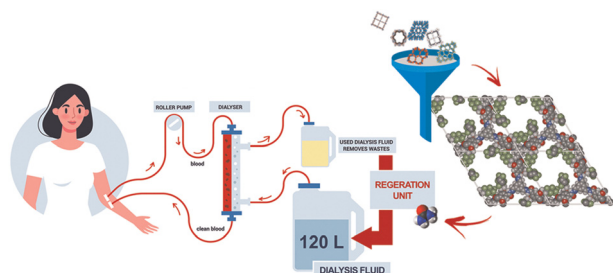 ROLLER PUMP
DIALYSER
blood
USED DIALYSIS FLUID
REMOVES WASTES
REGERATION
UNIT
120 L
clean blood
DIALYSIS FLUID